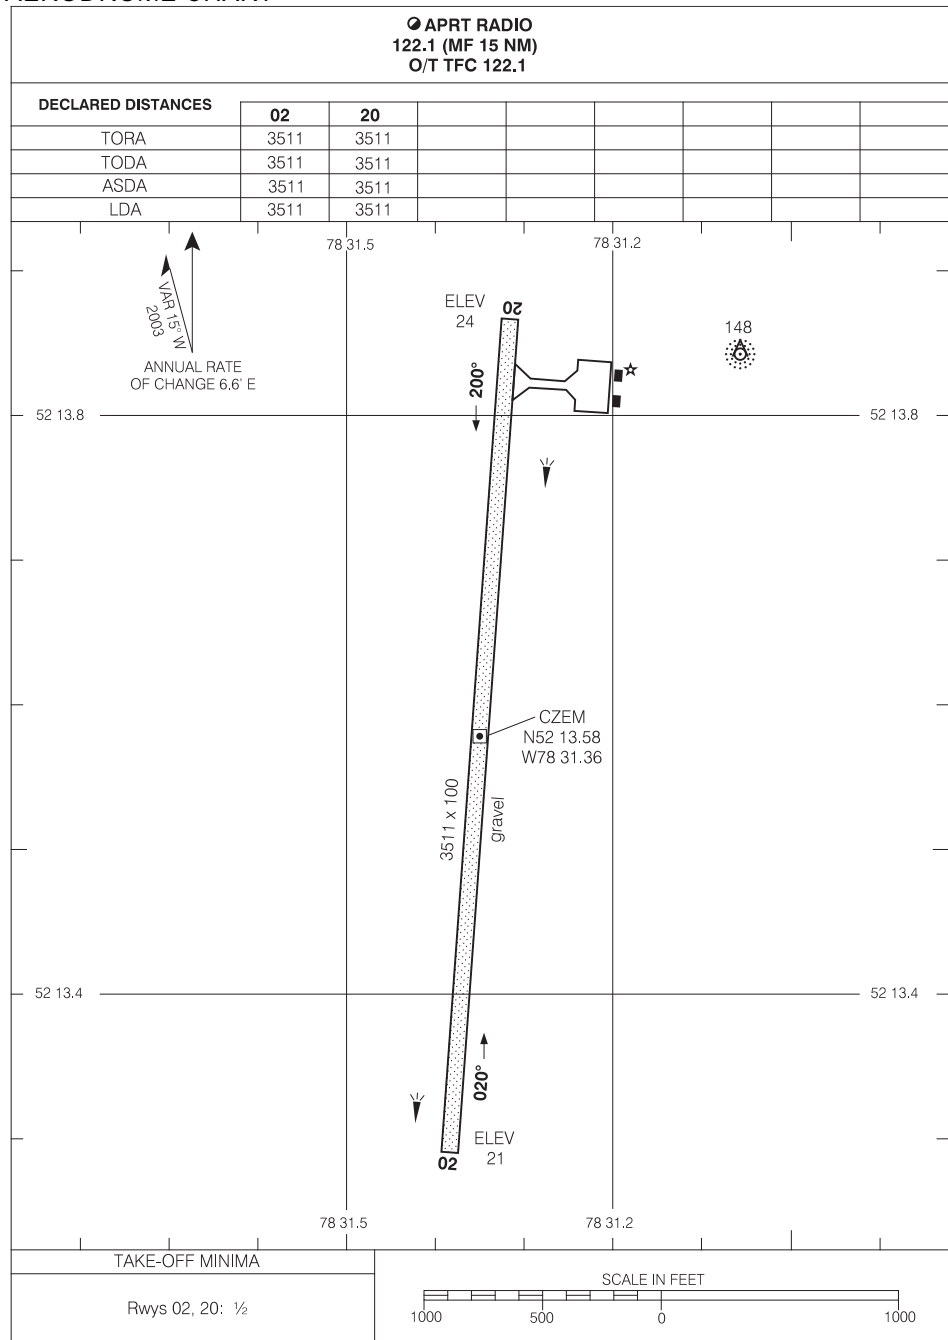 APRT RADIO
122.1 (MF 15 NM)
O/T TFC 122.1
DECLARED DISTANCES 02 20
TORA 3511 3511
TODA 3511 3511
ASDA 3511 3511
LDA 3511 3511
78 31.5 78 31.2
VAR 15° W
2003
ANNUAL RATE
OF CHANGE 6.6' E
ELEV
24
20
148
200°
52 13.8 52 13.8
CZEM
N52 13.58
W78 31.36
3511 x 100
gravel
52 13.4 52 13.4
020°
ELEV
21
02
78 31.5 78 31.2
TAKE-OFF MINIMA
Rwys 02, 20: ½
SCALE IN FEET
1000 500 0 1000